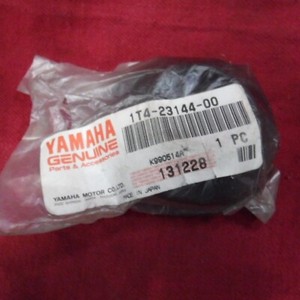 1T4-23144-00
YAMAHA
GENUINE
Parts & Accessories
1 PC
131228
YAMAHA MOTOR CO.,LTD.
MADE IN JAPAN